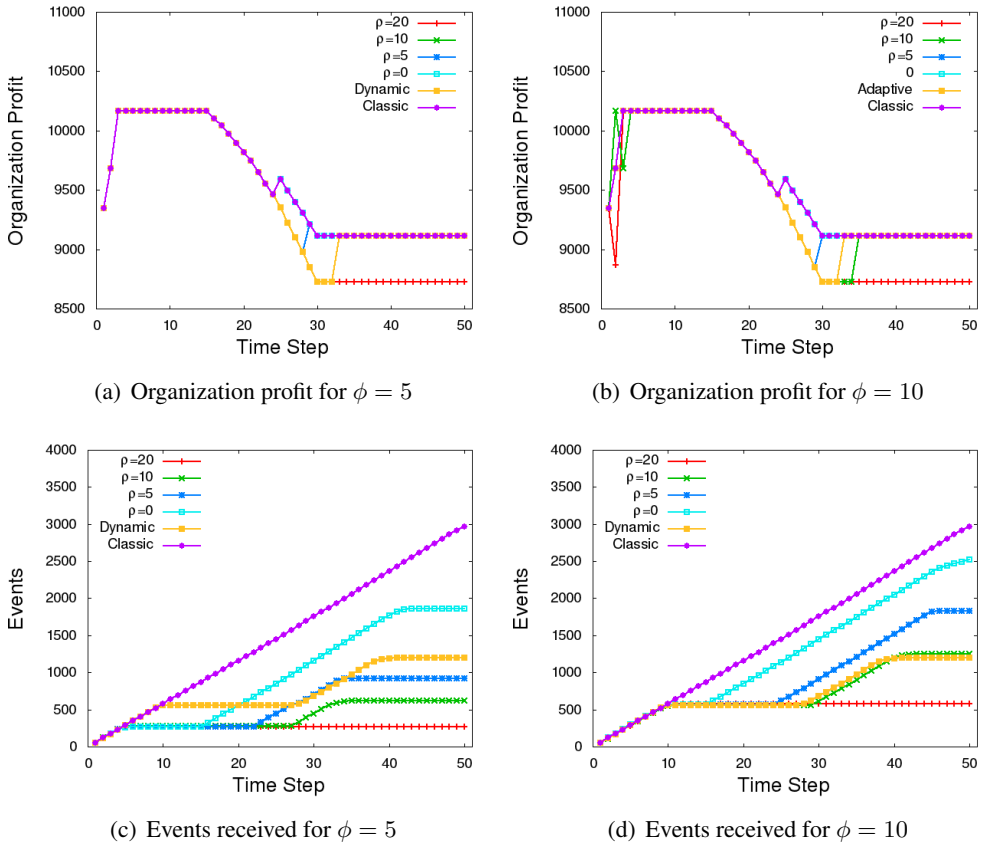 11000
10500
10000
9500
9000
8500
0 10 20 30 40 50
Organization Profit
Time Step
ρ=20
ρ=10
ρ=5
ρ=0
Dynamic
Classic
(a) Organization profit for ϕ = 5
11000
10500
10000
9500
9000
8500
0 10 20 30 40 50
Organization Profit
Time Step
ρ=20
ρ=10
ρ=5
0
Adaptive
Classic
(b) Organization profit for ϕ = 10
4000
3500
3000
2500
2000
1500
1000
500
0
0 10 20 30 40 50
Events
Time Step
ρ=20
ρ=10
ρ=5
ρ=0
Dynamic
Classic
(c) Events received for ϕ = 5
4000
3500
3000
2500
2000
1500
1000
500
0
0 10 20 30 40 50
Events
Time Step
ρ=20
ρ=10
ρ=5
ρ=0
Dynamic
Classic
(d) Events received for ϕ = 10